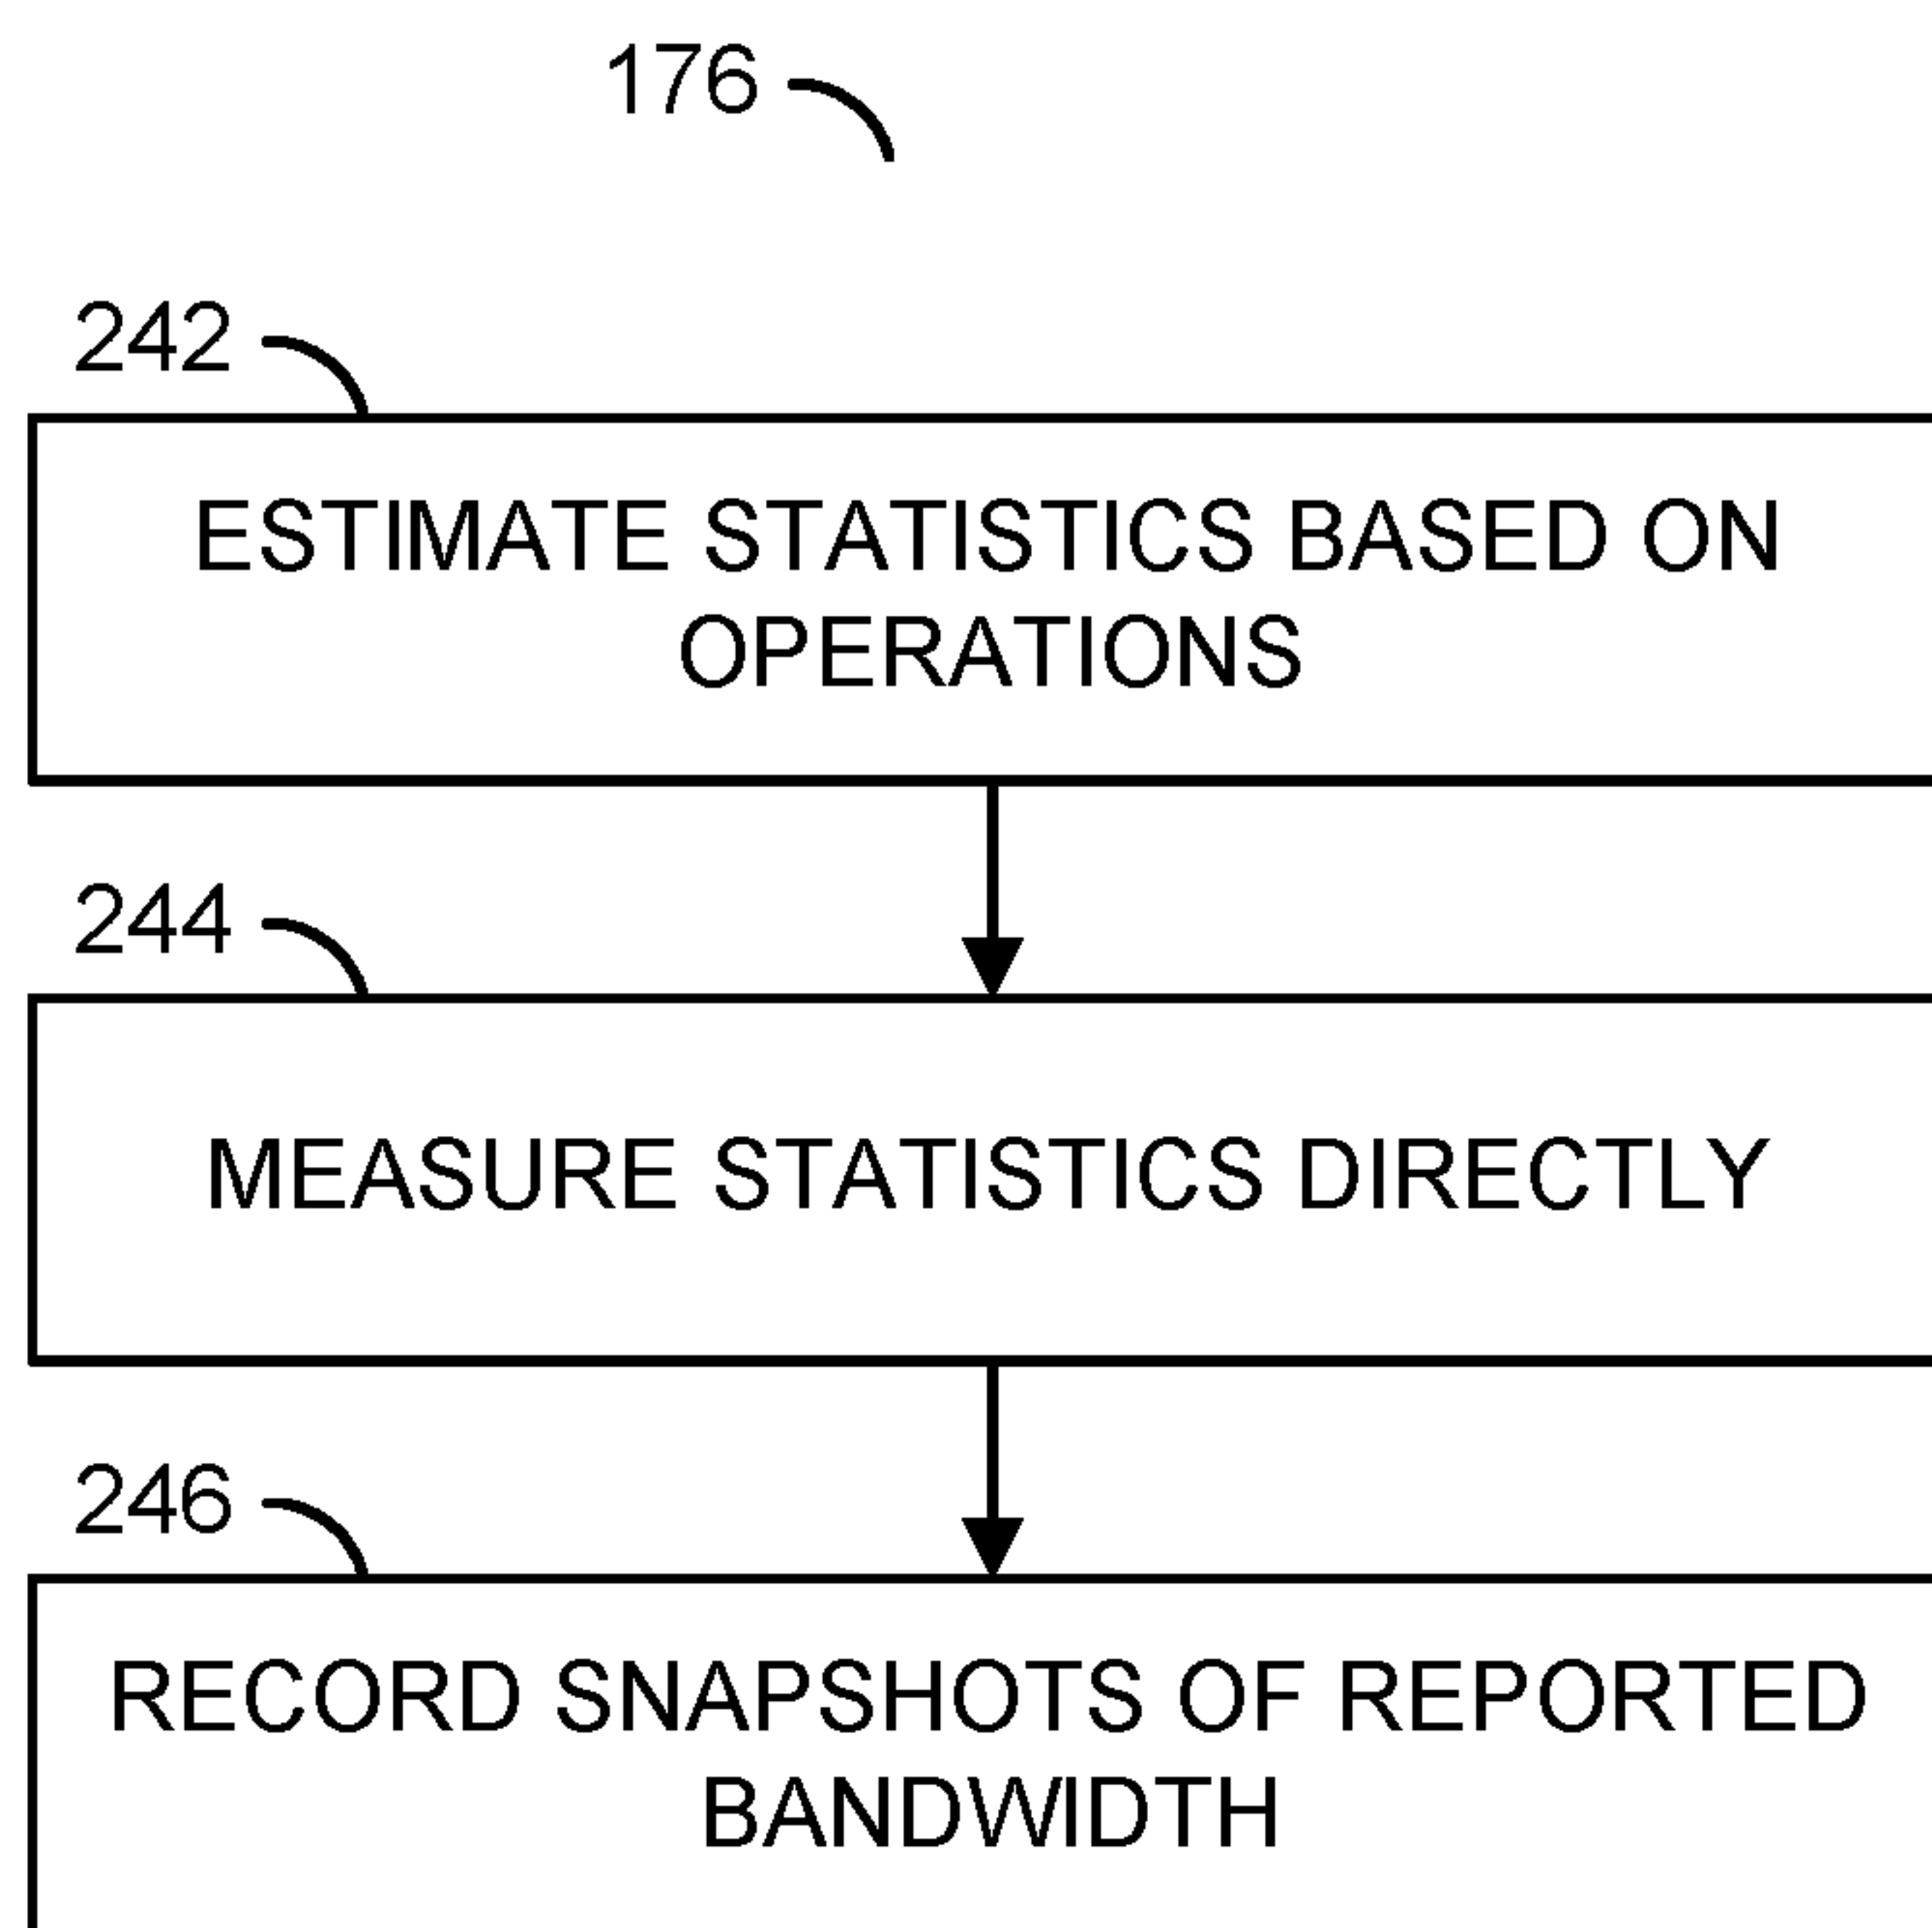 176
242
ESTIMATE STATISTICS BASED ON
OPERATIONS
244
MEASURE STATISTICS DIRECTLY
246
RECORD SNAPSHOTS OF REPORTED
BANDWIDTH